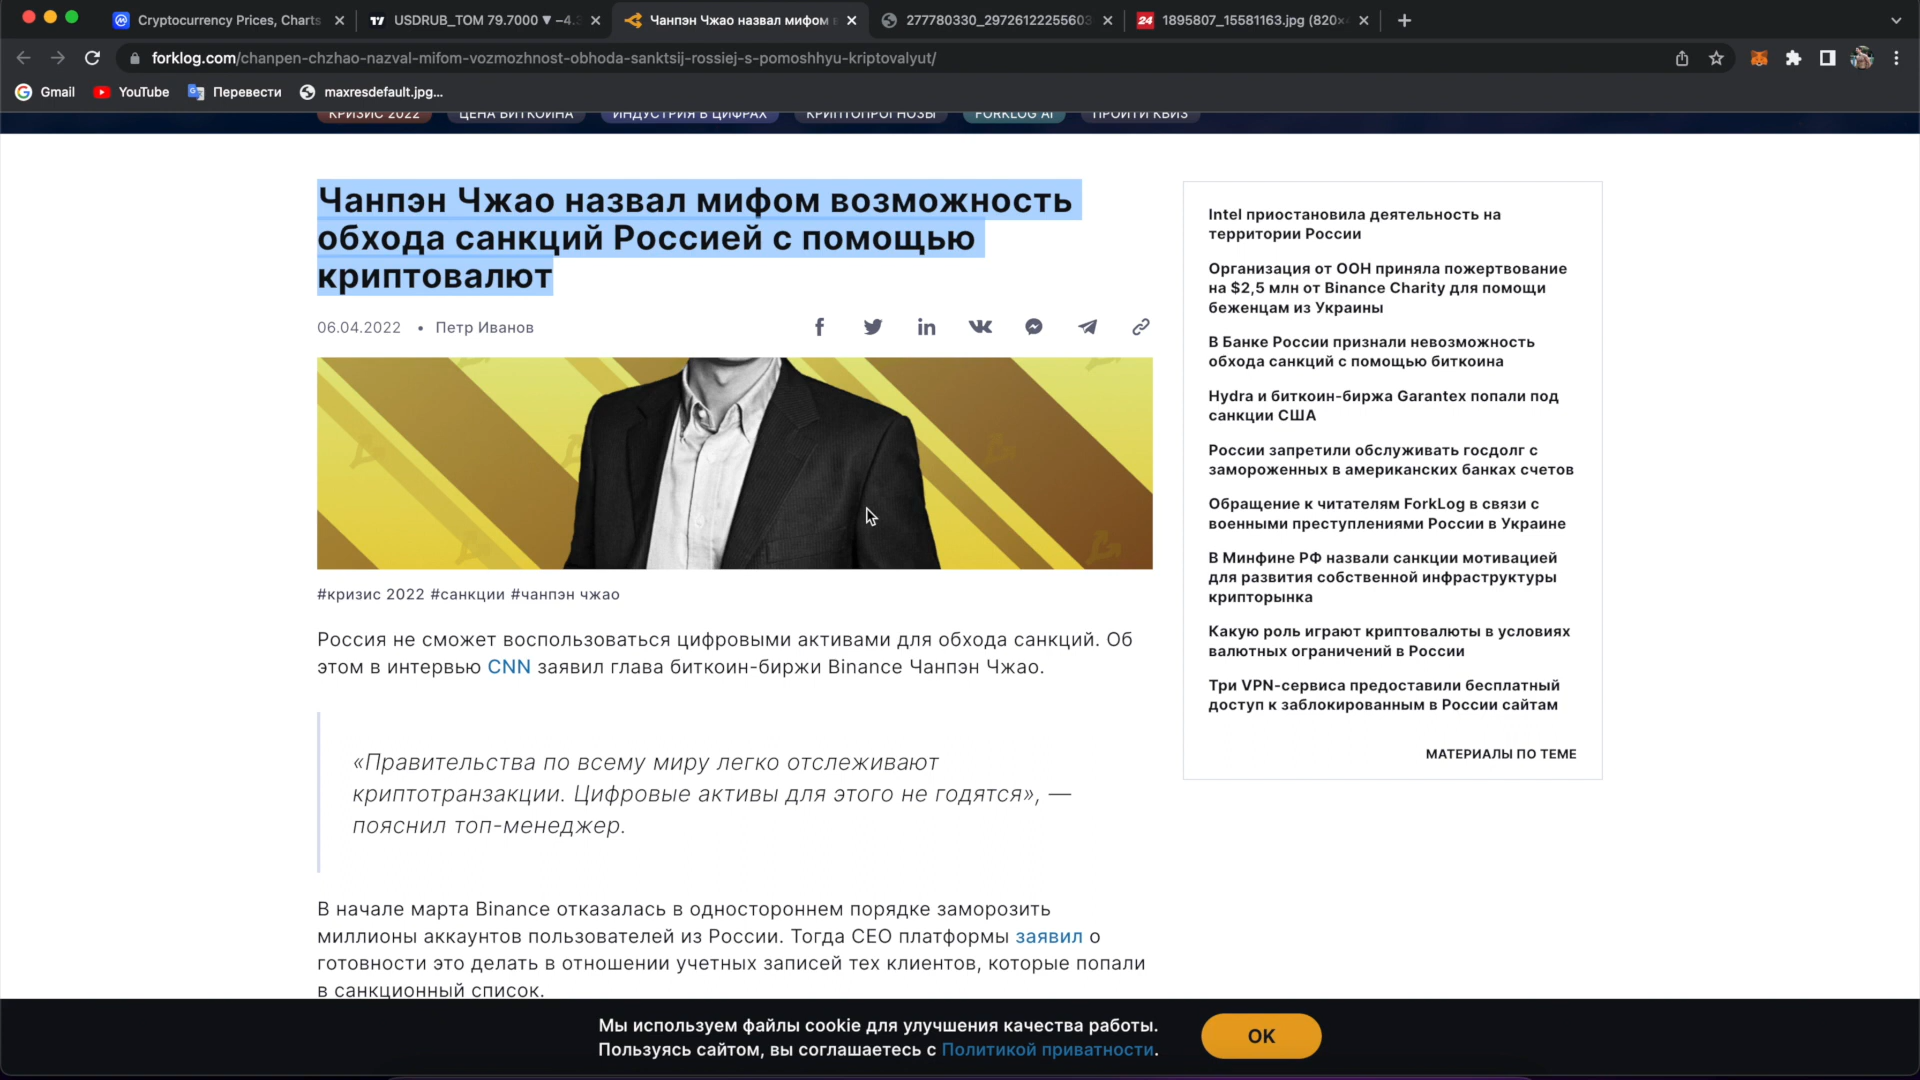 Cryptocurrency Prices, Charts
USDRUB_TOM 79.7000 ▼ −4.3
Чанпэн Чжао назвал мифом в
277780330_29726122255603
24 1895807_15581163.jpg (820×
forklog.com/chanpen-chzhao-nazval-mifom-vozmozhnost-obhoda-sanktsij-rossiej-s-pomoshhyu-kriptovalyut/
Gmail
YouTube
Перевести
maxresdefault.jpg...
КРИЗИС 2022
ЦЕНА БИТКОИНА
ИНДУСТРИЯ В ЦИФРАХ
КРИПТОПРОГНОЗЫ
FORKLOG AI
ПРОЙТИ КВИЗ
Чанпэн Чжао назвал мифом возможность
обхода санкций Россией с помощью
криптовалют
06.04.2022 • Петр Иванов
#кризис 2022 #санкции #чанпэн чжао
Россия не сможет воспользоваться цифровыми активами для обхода санкций. Об
этом в интервью CNN заявил глава биткоин-биржи Binance Чанпэн Чжао.
«Правительства по всему миру легко отслеживают
криптотранзакции. Цифровые активы для этого не годятся», —
пояснил топ-менеджер.
В начале марта Binance отказалась в одностороннем порядке заморозить
миллионы аккаунтов пользователей из России. Тогда CEO платформы заявил о
готовности это делать в отношении учетных записей тех клиентов, которые попали
в санкционный список.
Intel приостановила деятельность на
территории России
Организация от ООН приняла пожертвование
на $2,5 млн от Binance Charity для помощи
беженцам из Украины
В Банке России признали невозможность
обхода санкций с помощью биткоина
Hydra и биткоин-биржа Garantex попали под
санкции США
России запретили обслуживать госдолг с
замороженных в американских банках счетов
Обращение к читателям ForkLog в связи с
военными преступлениями России в Украине
В Минфине РФ назвали санкции мотивацией
для развития собственной инфраструктуры
крипторынка
Какую роль играют криптовалюты в условиях
валютных ограничений в России
Три VPN-сервиса предоставили бесплатный
доступ к заблокированным в России сайтам
МАТЕРИАЛЫ ПО ТЕМЕ
Мы используем файлы cookie для улучшения качества работы.
Пользуясь сайтом, вы соглашаетесь с Политикой приватности.
OK